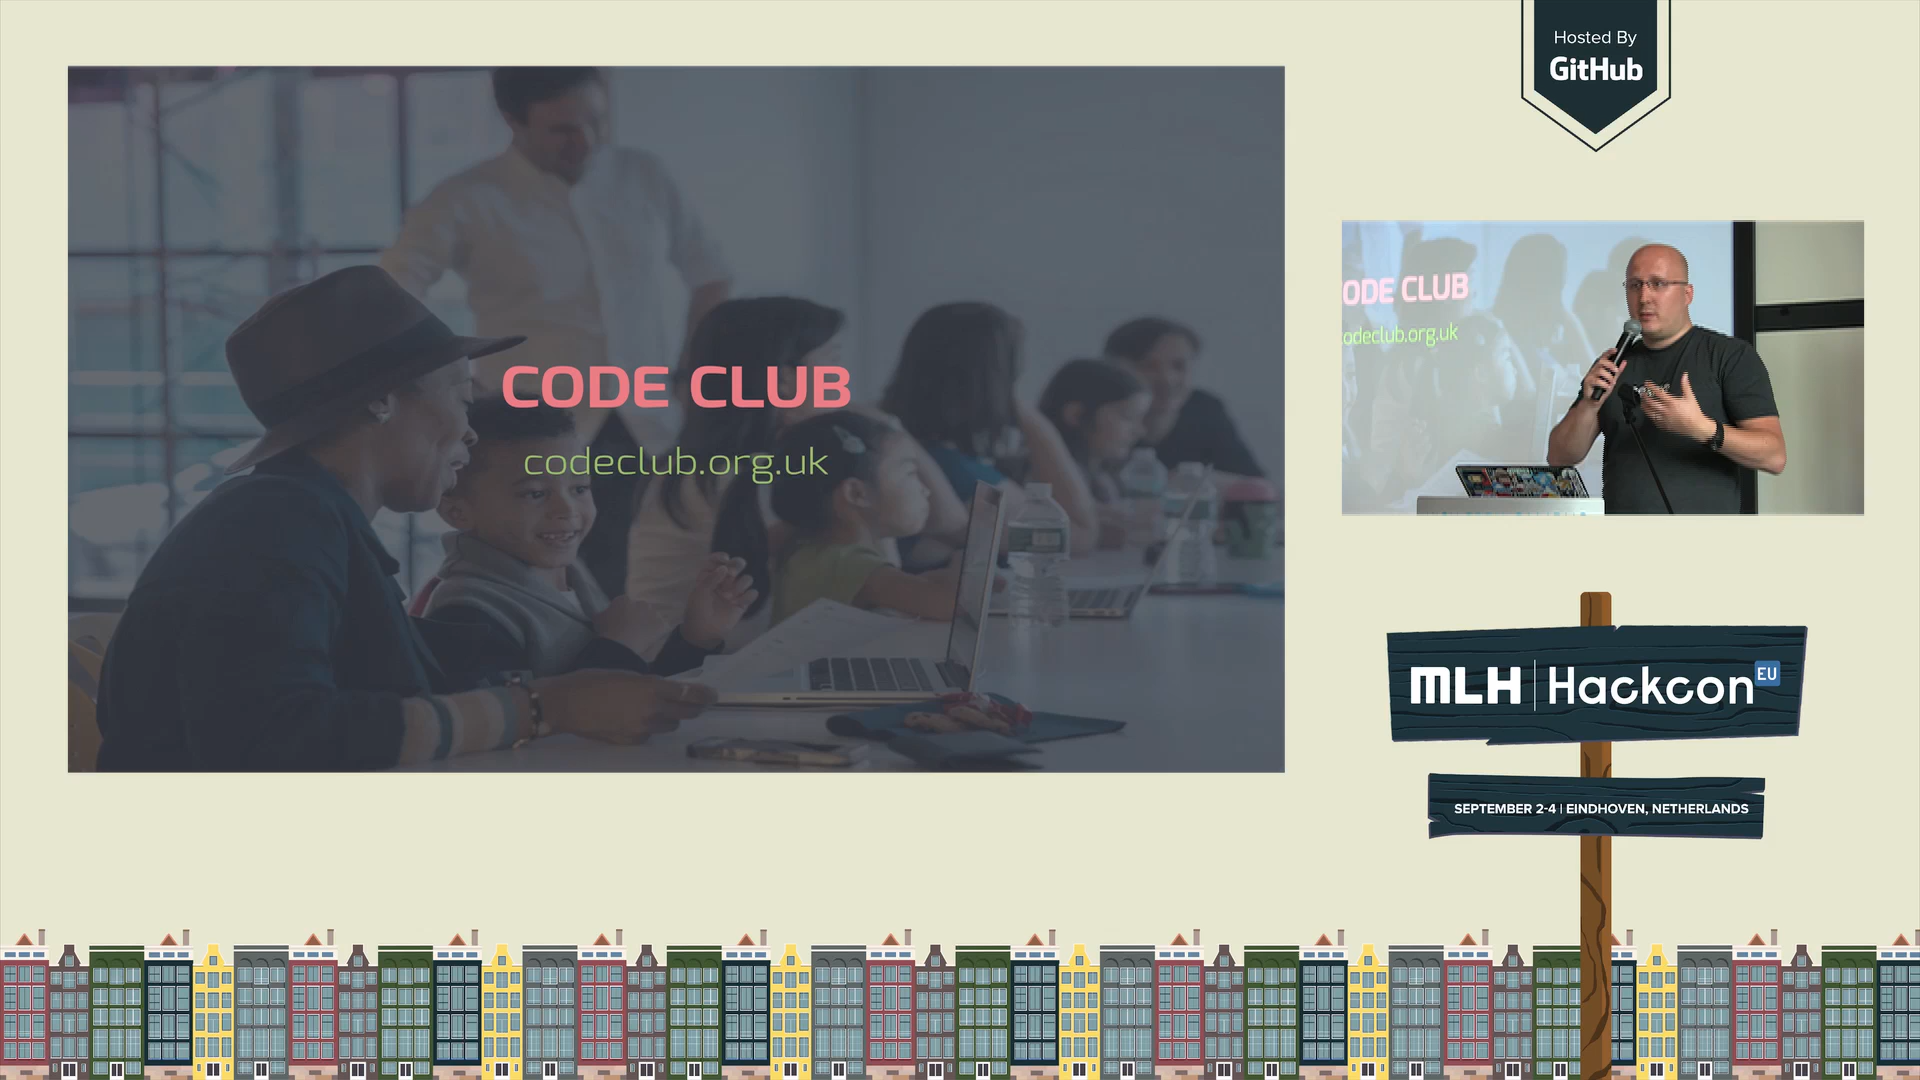 Hosted By
GitHub
CODE CLUB
codeclub.org.uk
ODE CLUB
odeclub.org.uk
MLH | Hackcon EU
SEPTEMBER 2-4 | EINDHOVEN, NETHERLANDS